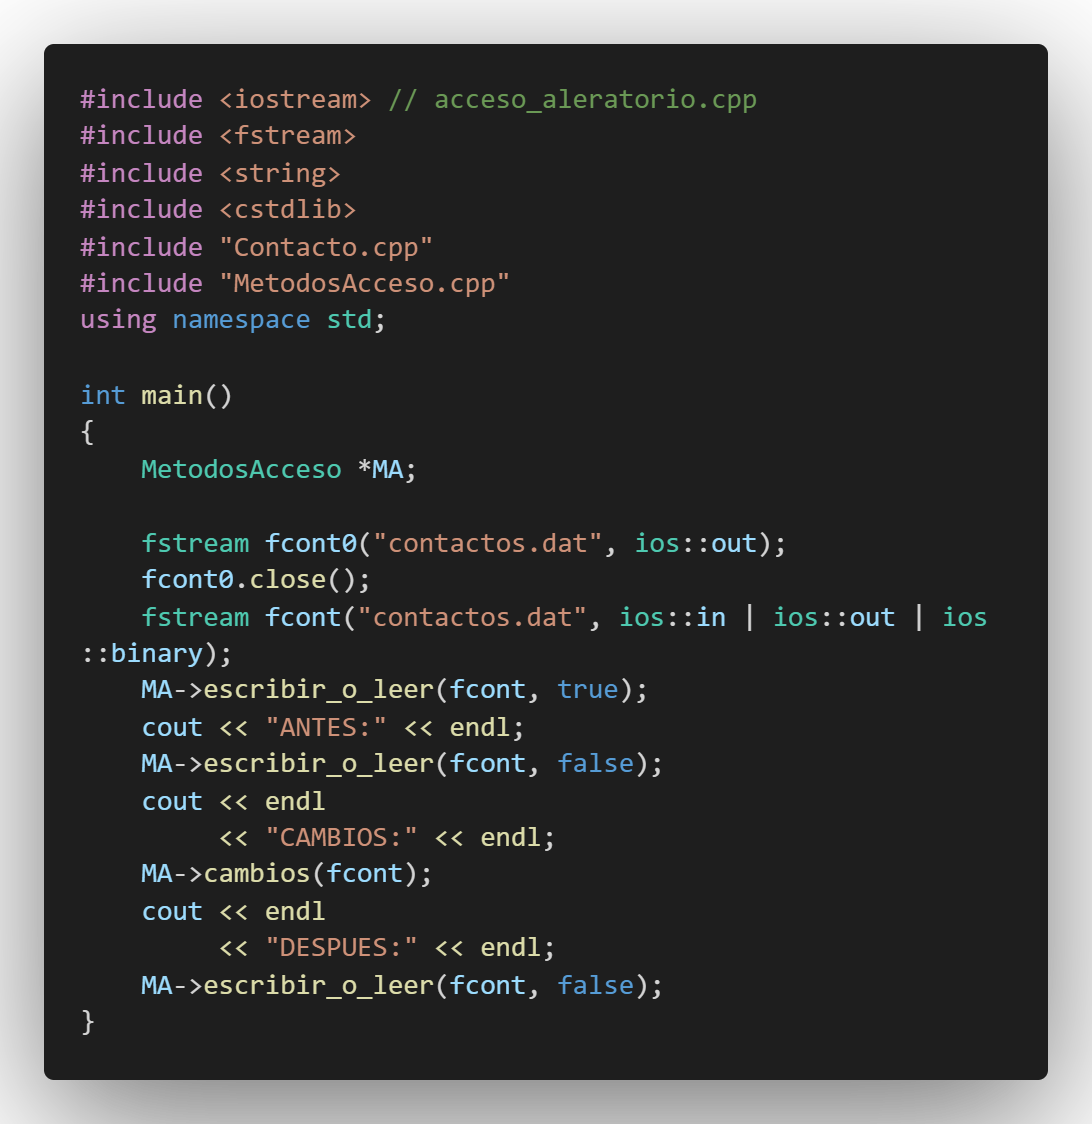 #include <iostream> // acceso_aleratorio.cpp
#include <fstream>
#include <string>
#include <cstdlib>
#include "Contacto.cpp"
#include "MetodosAcceso.cpp"
using namespace std;

int main()
{
    MetodosAcceso *MA;

    fstream fcont0("contactos.dat", ios::out);
    fcont0.close();
    fstream fcont("contactos.dat", ios::in | ios::out | ios
::binary);
    MA->escribir_o_leer(fcont, true);
    cout << "ANTES:" << endl;
    MA->escribir_o_leer(fcont, false);
    cout << endl
         << "CAMBIOS:" << endl;
    MA->cambios(fcont);
    cout << endl
         << "DESPUES:" << endl;
    MA->escribir_o_leer(fcont, false);
}